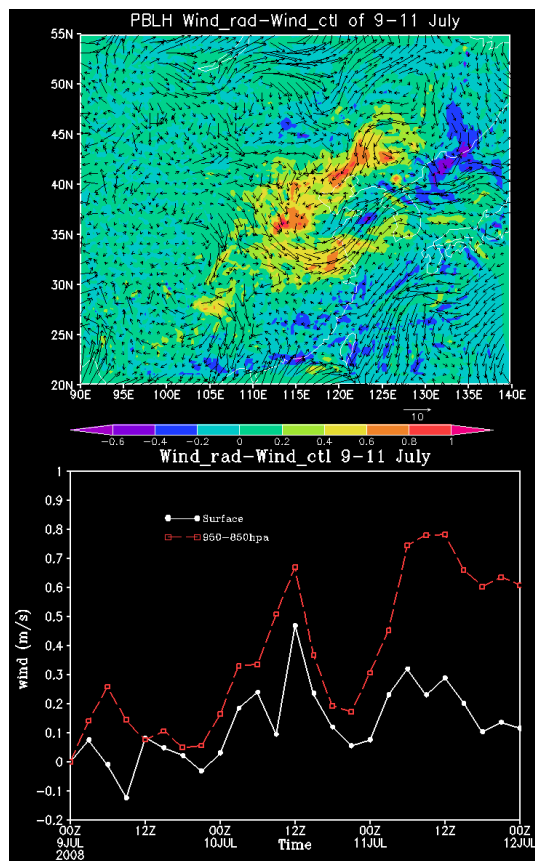 PBLH Wind_rad-Wind_ctl of 9-11 July
55N
50N
45N
40N
35N
30N
25N
20N
90E 95E 100E 105E 110E 115E 120E 125E 130E 135E 140E
10
-0.6 -0.4 -0.2 0 0.2 0.4 0.6 0.8 1
Wind_rad-Wind_ctl 9-11 July
1
0.9
0.8
0.7
0.6
0.5
0.4
0.3
0.2
0.1
0
-0.1
-0.2
wind (m/s)
Surface
950-850hpa
00Z 12Z 00Z 12Z 00Z 12Z 00Z
9JUL 10JUL 11JUL 12JUL
2008
Time